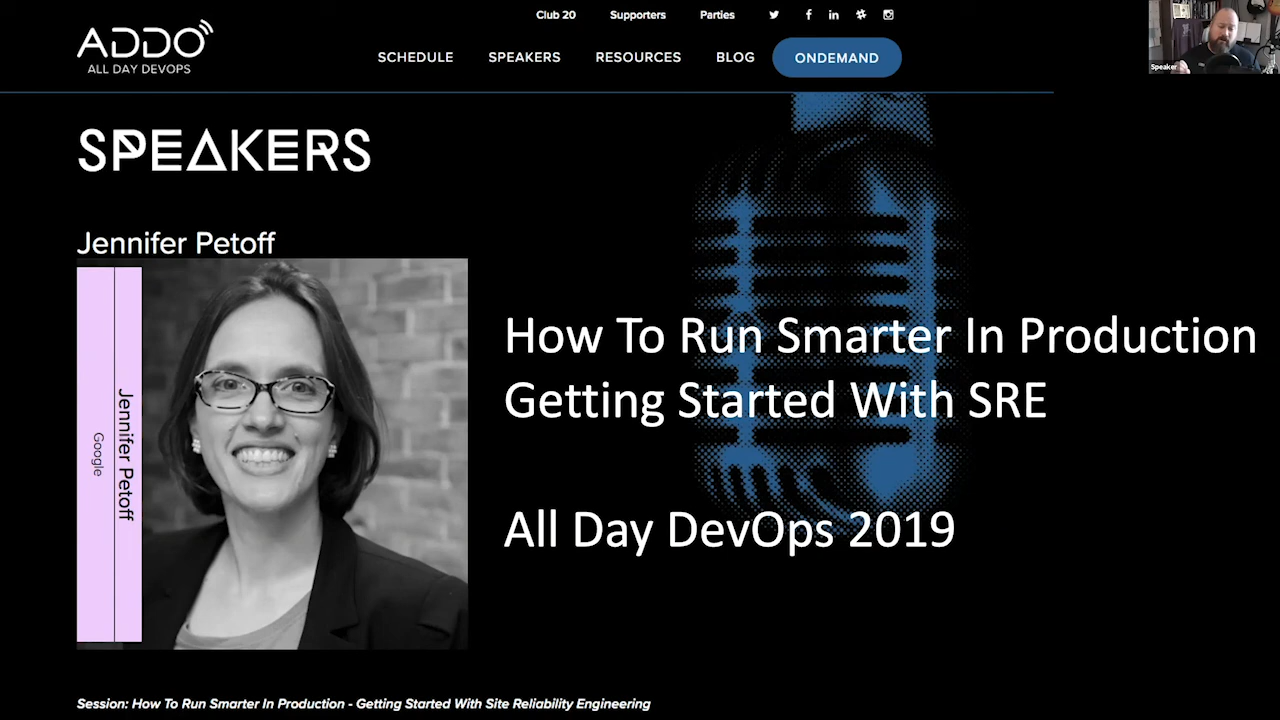 Club 20
Supporters
Parties
ADDO
ALL DAY DEVOPS
SCHEDULE
SPEAKERS
RESOURCES
BLOG
ONDEMAND
Speaker
SPEAKERS
Jennifer Petoff
Jennifer Petoff
Google
How To Run Smarter In Production
Getting Started With SRE
All Day DevOps 2019
Session: How To Run Smarter In Production - Getting Started With Site Reliability Engineering